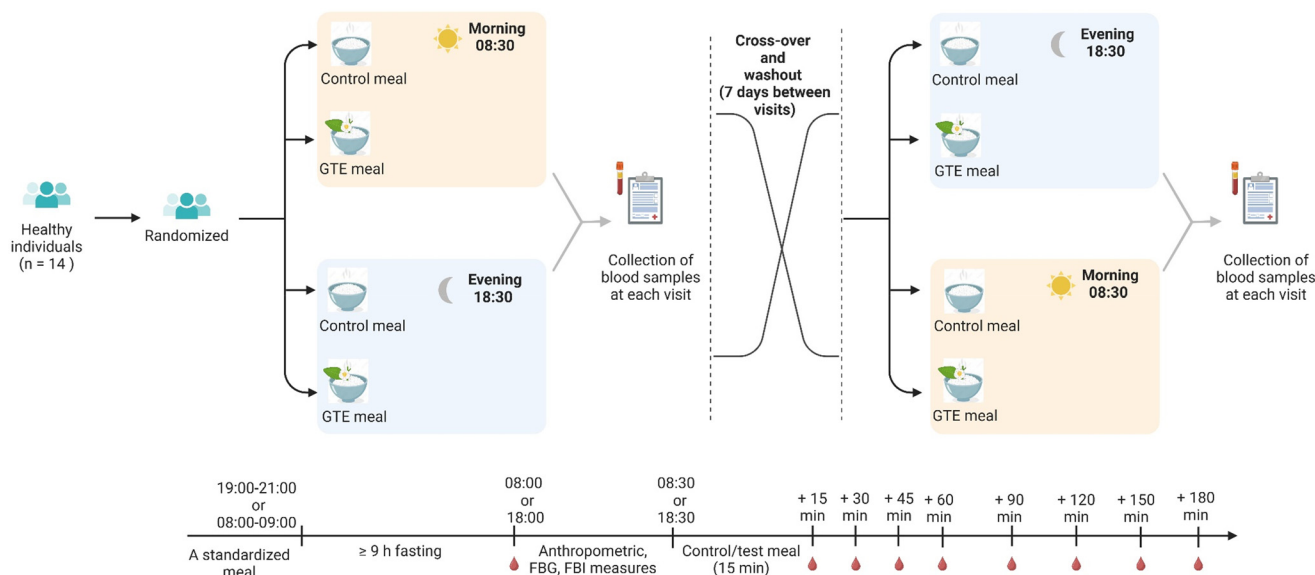 Healthy
individuals
(n = 14 )
Randomized
Morning
08:30
Control meal
GTE meal
Evening
18:30
Control meal
GTE meal
Collection of
blood samples
at each visit
Cross-over
and
washout
(7 days between
visits)
Evening
18:30
Control meal
GTE meal
Morning
08:30
Control meal
GTE meal
Collection of
blood samples
at each visit
19:00-21:00
or
08:00-09:00
A standardized
meal
≥ 9 h fasting
08:00
or
18:00
Anthropometric,
FBG, FBI measures
08:30
or
18:30
Control/test meal
(15 min)
+ 15
min
+ 30
min
+ 45
min
+ 60
min
+ 90
min
+ 120
min
+ 150
min
+ 180
min